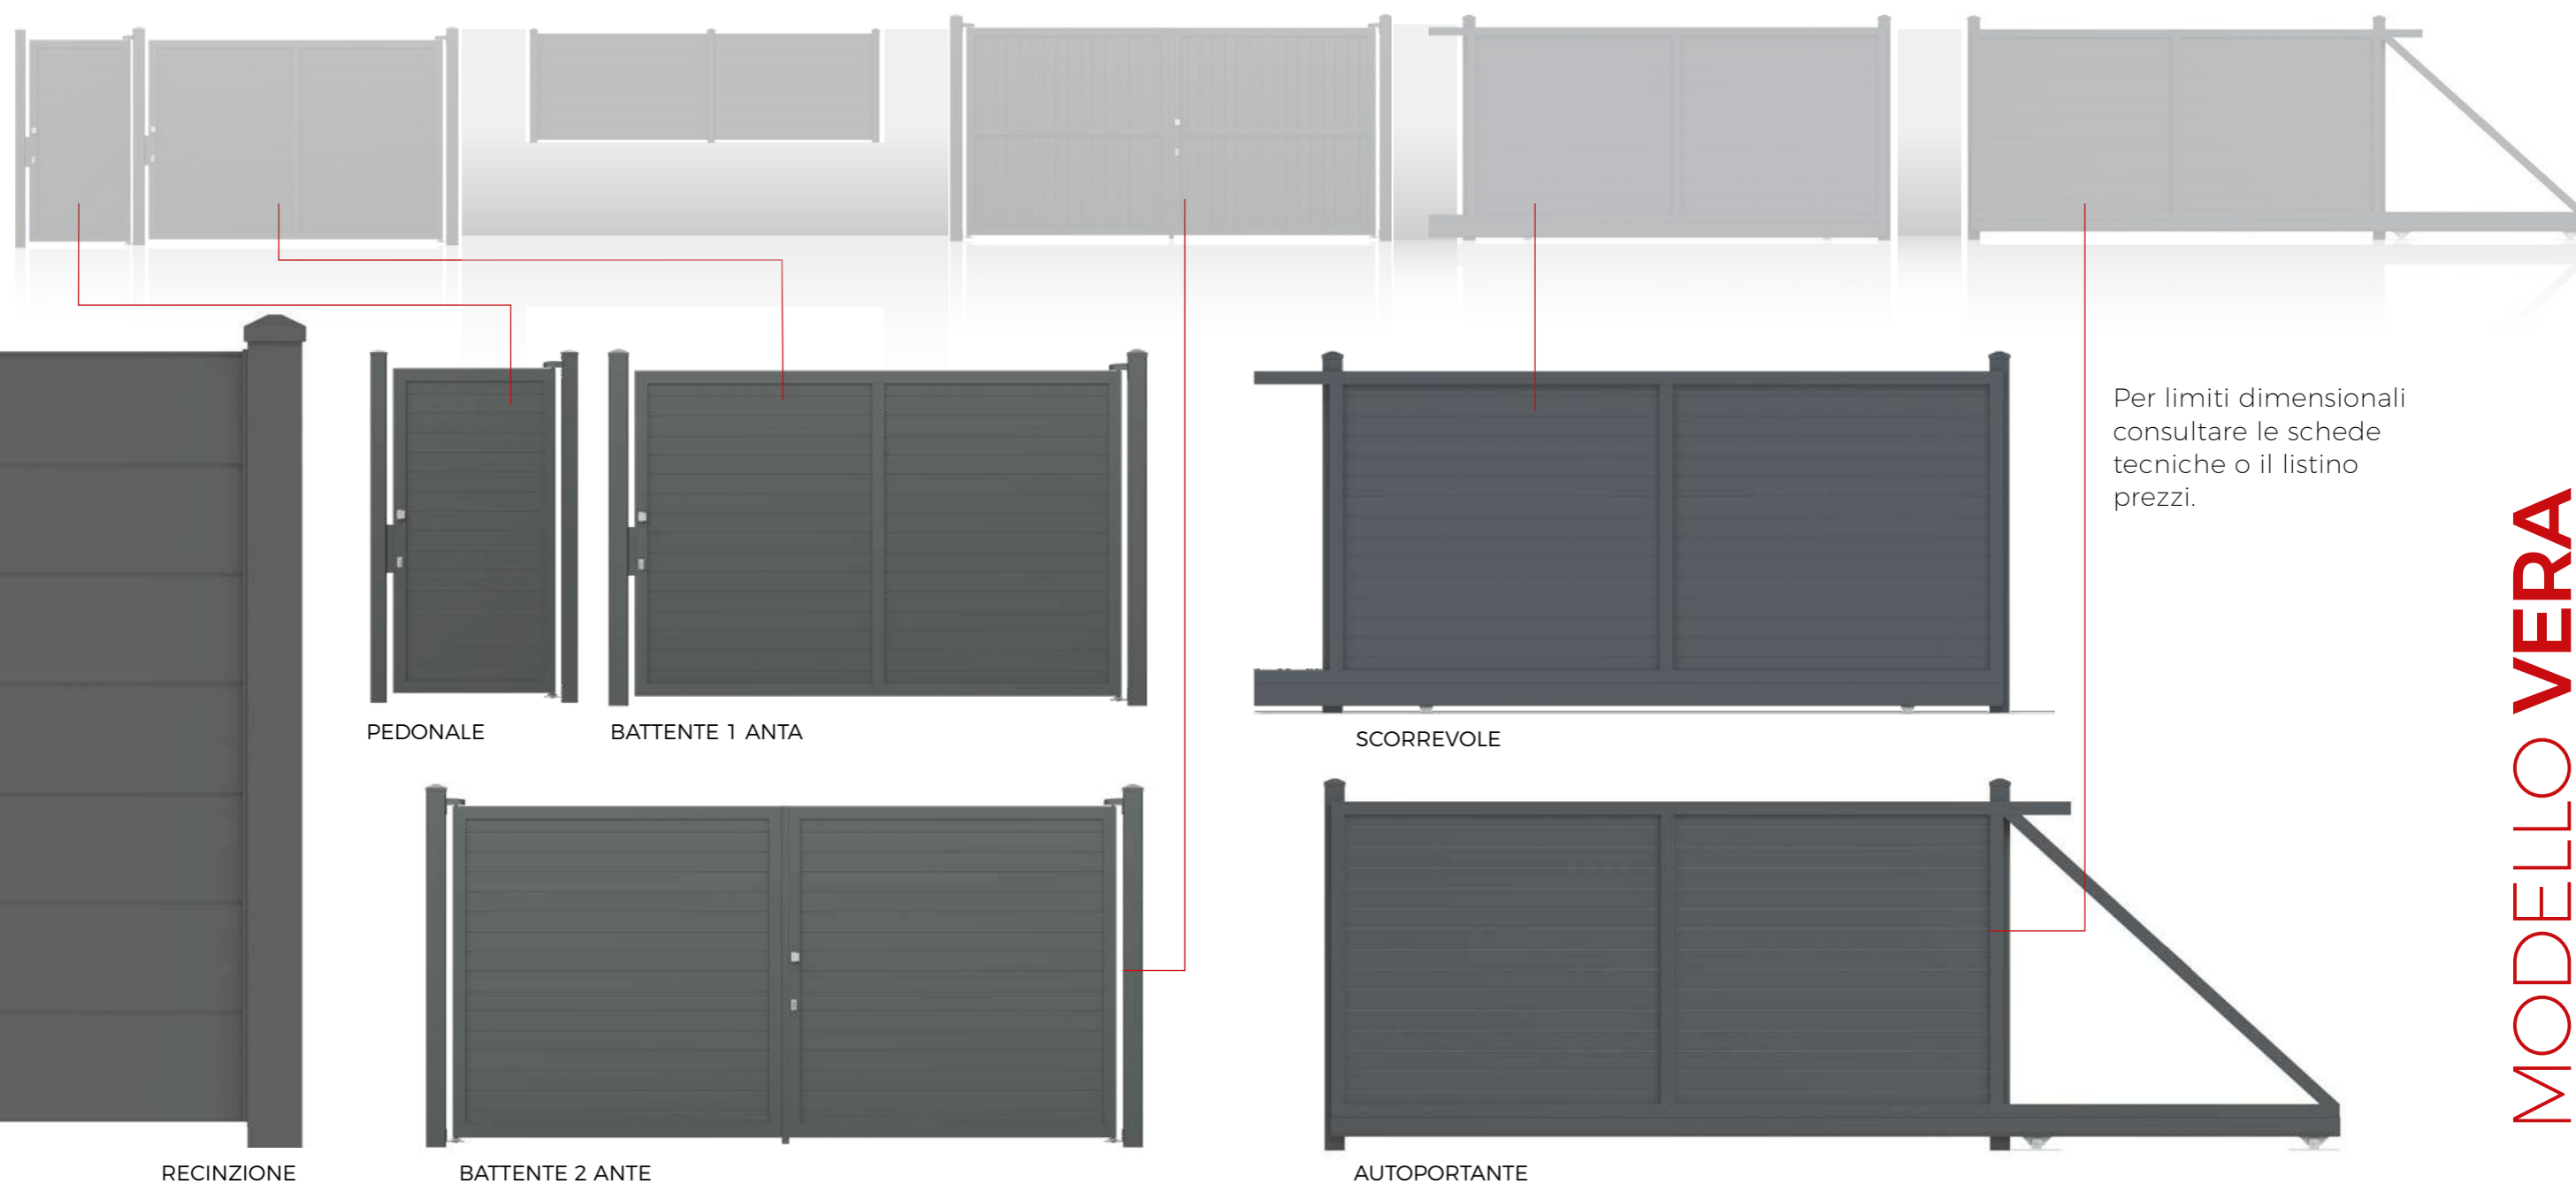 Per limiti dimensionali
consultare le schede
tecniche o il listino
prezzi.
PEDONALE
BATTENTE 1 ANTA
SCORREVOLE
RECINZIONE
BATTENTE 2 ANTE
AUTOPORTANTE
MODELLO VERA